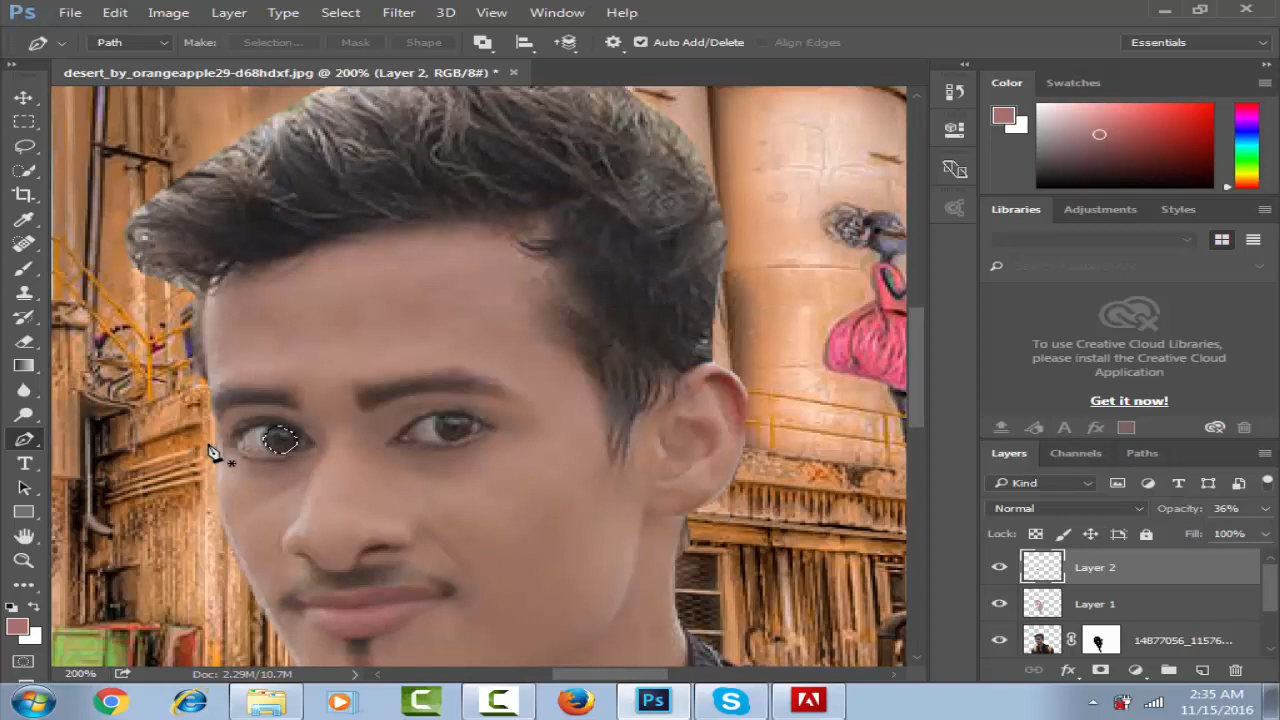 Ps File Edit Image Layer Type Select Filter 3D View Window Help
Path Make: Selection... Mask Shape Auto Add/Delete Align Edges Essentials
desert_by_orangeapple29-d68hdxf.jpg @ 200% (Layer 2, RGB/8#) *
Color Swatches
Libraries Adjustments Styles
To use Creative Cloud Libraries,
please install the Creative Cloud
Application
Get it now!
Layers Channels Paths
Kind
Normal Opacity: 36%
Lock: Fill: 100%
Layer 2
Layer 1
14877056_11576...
200% Doc: 2.29M/10.7M
2:35 AM
11/15/2016